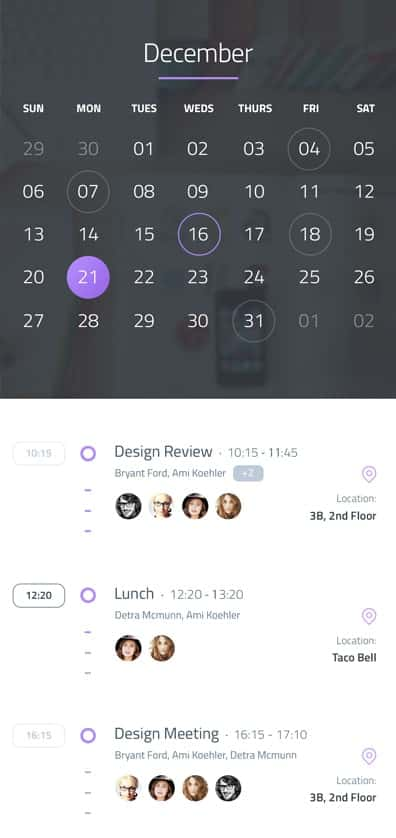 December
SUN MON TUES WEDS THURS FRI SAT
29 30 01 02 03 04 05
06 07 08 09 10 11 12
13 14 15 16 17 18 19
20 21 22 23 24 25 26
27 28 29 30 31 01 02
10:15 Design Review · 10:15 - 11:45
Bryant Ford, Ami Koehler +2
Location:
3B, 2nd Floor
12:20 Lunch · 12:20 - 13:20
Detra Mcmunn, Ami Koehler
Location:
Taco Bell
16:15 Design Meeting · 16:15 - 17:10
Bryant Ford, Ami Koehler, Detra Mcmunn
Location:
3B, 2nd Floor